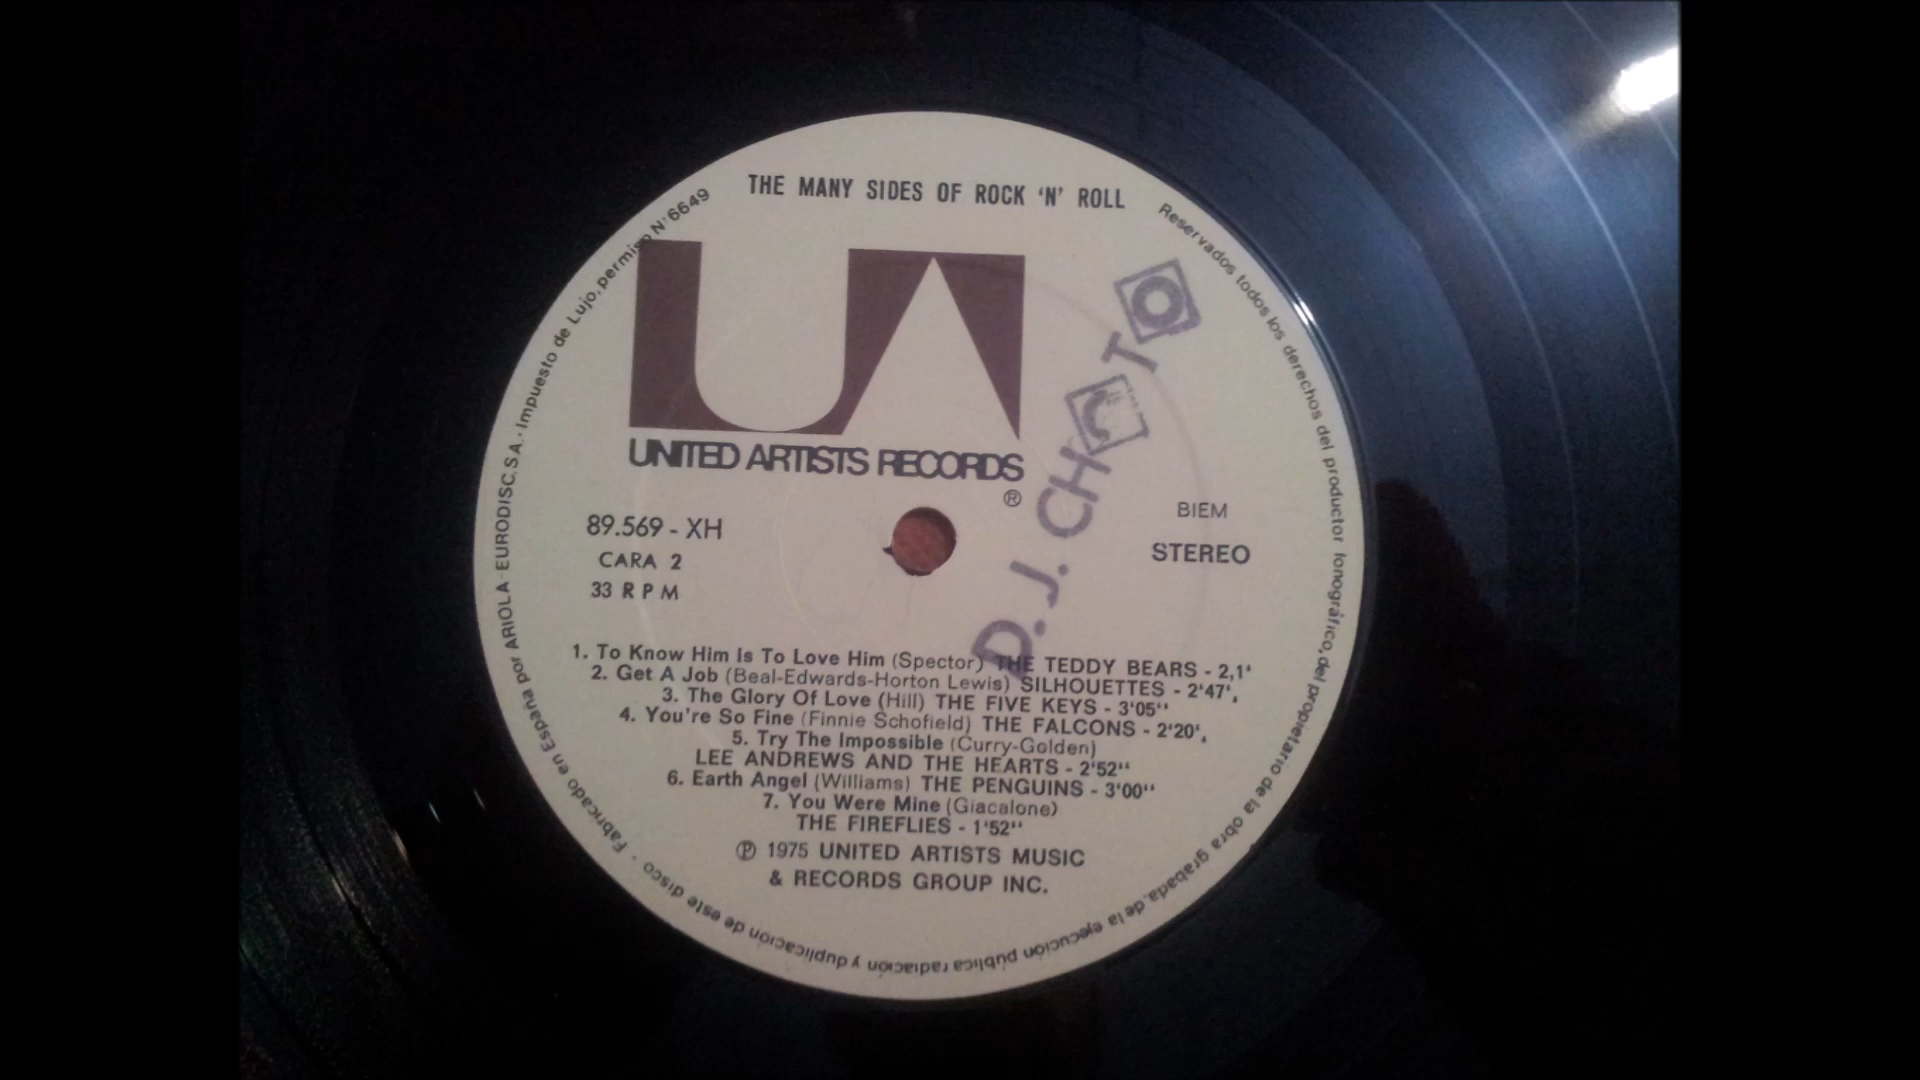 THE MANY SIDES OF ROCK ‘N’ ROLL
UA
UNITED ARTISTS RECORDS
®
D.J. CHCTO
89.569 - XH
CARA 2
33 R P M
BIEM
STEREO
1. To Know Him Is To Love Him (Spector) THE TEDDY BEARS - 2,1‘
2. Get A Job (Beal-Edwards-Horton Lewis) SILHOUETTES - 2‘47‘,
3. The Glory Of Love (Hill) THE FIVE KEYS - 3‘05“
4. You're So Fine (Finnie Schofield) THE FALCONS - 2‘20‘,
5. Try The Impossible (Curry-Golden)
LEE ANDREWS AND THE HEARTS - 2‘52“
6. Earth Angel (Williams) THE PENGUINS - 3‘00“
7. You Were Mine (Giacalone)
THE FIREFLIES - 1‘52“
℗ 1975 UNITED ARTISTS MUSIC
& RECORDS GROUP INC.
Fabricado en España por ARIOLA - EURODISC, S.A. · Impuesto de Lujo, permiso N.° 6649
Reservados todos los derechos del productor fonográfico, del propietario de la obra grabada, de la ejecución pública radiación y duplicación de este disco ·